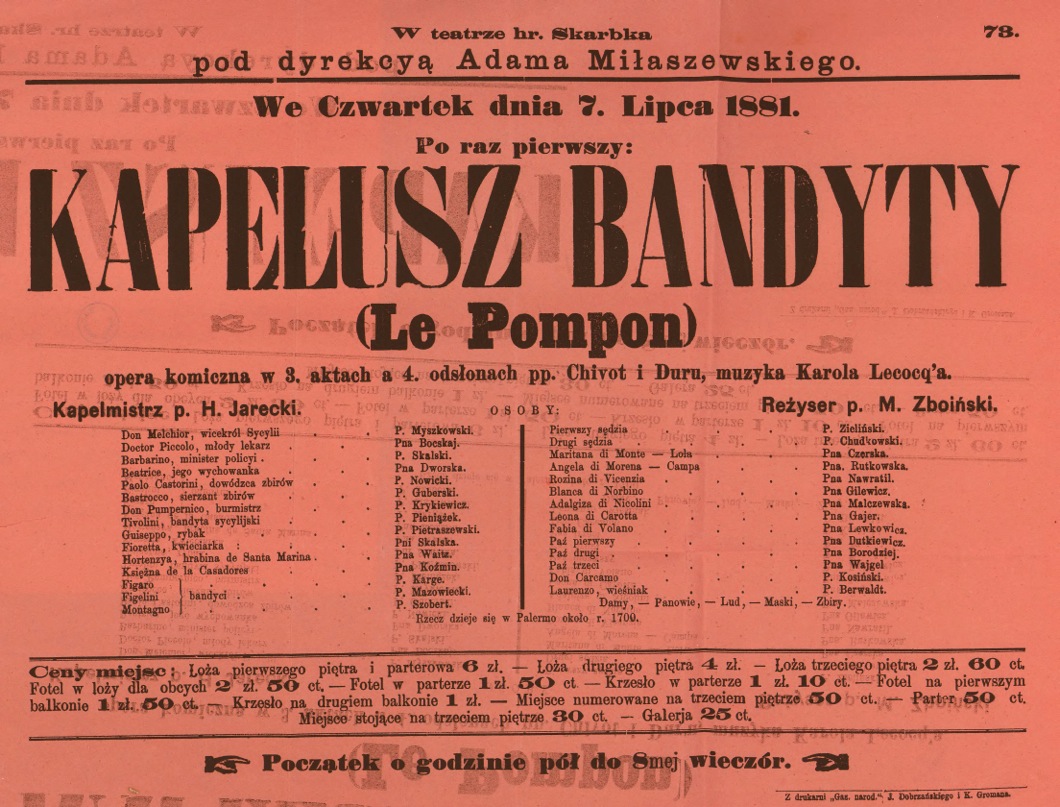 W teatrze hr. Skarbka
73.
pod dyrekcyą Adama Miłaszewskiego.
We Czwartek dnia 7. Lipca 1881.
Po raz pierwszy:
KAPELUSZ BANDYTY
(Le Pompon)
opera komiczna w 3. aktach a 4. odsłonach pp. Chivot i Duru, muzyka Karola Lecocq'a.
Kapelmistrz p. H. Jarecki.
OSOBY:
Reżyser p. M. Zboiński.
Don Melchior, wicekról Sycylii . . . P. Myszkowski.
Doctor Piccolo, młody lekarz . . . Pna Bocskaj.
Barbarino, minister policyi . . . P. Skalski.
Beatrice, jego wychowanka . . . Pna Dworska.
Paolo Castorini, dowódzca zbirów . . . P. Nowicki.
Bastrocco, sierzant zbirów . . . P. Guberski.
Don Pumpernico, burmistrz . . . P. Krykiewicz.
Tivolini, bandyta sycylijski . . . P. Pieniążek.
Guiseppo, rybak . . . P. Pietraszewski.
Fioretta, kwieciarka . . . Pni Skalska.
Hortenzya, hrabina de Santa Marina . . . Pna Waitz.
Księżna de la Casadores . . . Pna Koźmin.
Figaro P. Karge.
Figelini bandyci . . . P. Mazowiecki.
Montagno P. Szobert.
Pierwszy sędzia . . . P. Zieliński.
Drugi sędzia . . . P. Chudkowski.
Maritana di Monte — Lola . . . Pna Czerska.
Angela di Morena — Campa . . . Pna. Rutkowska.
Rozina di Vicenzia . . . Pna Nawratil.
Blanca di Norbino . . . Pna Gilewicz.
Adalgiza di Nicolini . . . Pna Malczewska.
Leona di Carotta . . . Pna Gajer.
Fabia di Volano . . . Pna Lewkowicz.
Paź pierwszy . . . Pna Dutkiewicz.
Paź drugi . . . Pna Borodziej.
Paź trzeci . . . Pna Wajgel
Don Carcamo . . . P. Kosiński.
Laurenzo, wieśniak . . . P. Berwaldt.
Damy, — Panowie, — Lud, — Maski, — Zbiry.
Rzecz dzieje się w Palermo około r. 1700.
Ceny miejsc: Loża pierwszego piętra i parterowa 6 zł. — Loża drugiego piętra 4 zł. — Loża trzeciego piętra 2 zł. 60 ct.
Fotel w loży dla obcych 2 zł. 50 ct, — Fotel w parterze 1 zł. 50 ct. — Krzesło w parterze 1 zł. 10 ct. — Fotel na pierwszym
balkonie 1 zł. 50 ct. — Krzesło na drugiem balkonie 1 zł. — Miejsce numerowane na trzeciem piętrze 50 ct. — Parter 50 ct.
Miejsce stojące na trzeciem piętrze 30 ct. — Galerja 25 ct.
Początek o godzinie pół do 8mej wieczór.
Z drukarni „Gaz. narod.” J. Dobrzańskiego i K. Gromana.